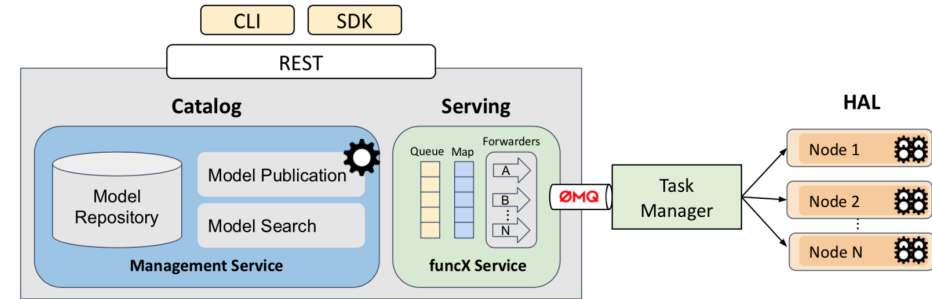 CLI
SDK
REST
Catalog
Serving
HAL
Queue
Map
Forwarders
Model
Repository
Model Publication
Model Search
Management Service
A
B
N
funcX Service
ØMQ
Task
Manager
Node 1
Node 2
Node N